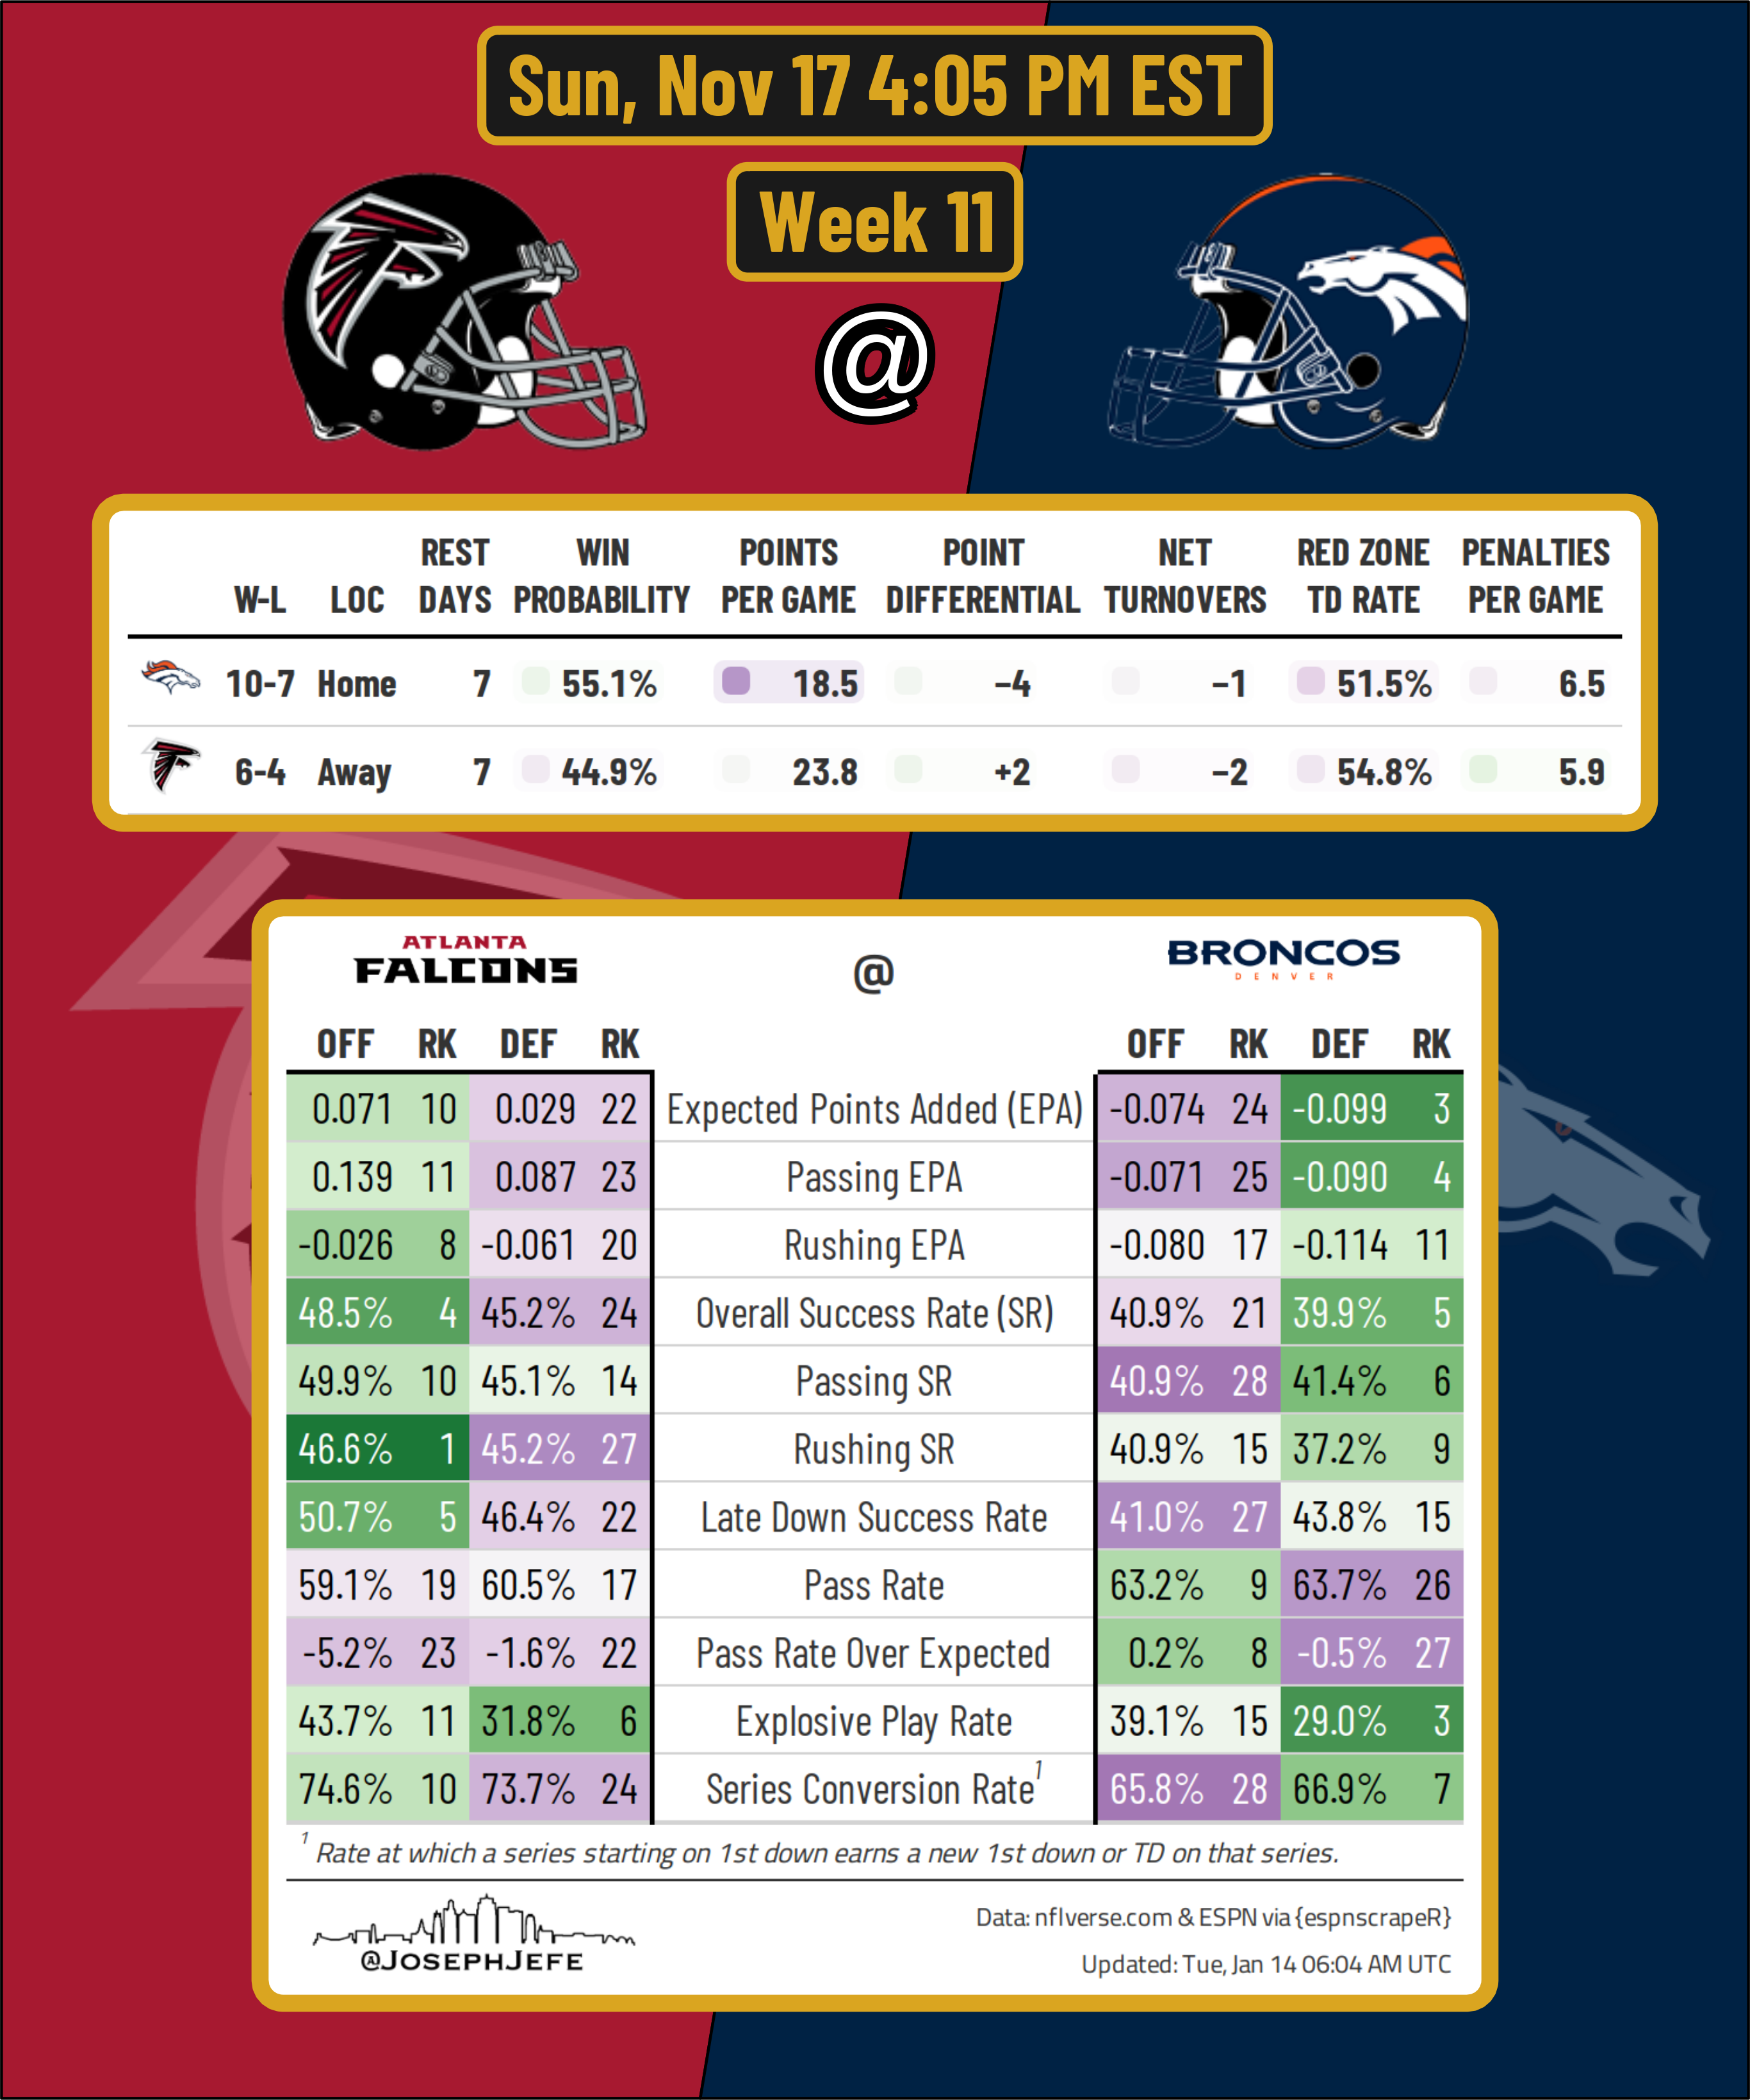 Sun, Nov 17 4:05 PM EST
Week 11
@
W-L LOC REST DAYS WIN PROBABILITY POINTS PER GAME POINT DIFFERENTIAL NET TURNOVERS RED ZONE TD RATE PENALTIES PER GAME
10-7 Home 7 55.1% 18.5 −4 −1 51.5% 6.5
6-4 Away 7 44.9% 23.8 +2 −2 54.8% 5.9
ATLANTA
FALCONS
@
BRONCOS
DENVER
OFF RK DEF RK OFF RK DEF RK
0.071 10 0.029 22 Expected Points Added (EPA) -0.074 24 -0.099 3
0.139 11 0.087 23 Passing EPA -0.071 25 -0.090 4
-0.026 8 -0.061 20 Rushing EPA -0.080 17 -0.114 11
48.5% 4 45.2% 24 Overall Success Rate (SR) 40.9% 21 39.9% 5
49.9% 10 45.1% 14 Passing SR 40.9% 28 41.4% 6
46.6% 1 45.2% 27 Rushing SR 40.9% 15 37.2% 9
50.7% 5 46.4% 22 Late Down Success Rate 41.0% 27 43.8% 15
59.1% 19 60.5% 17 Pass Rate 63.2% 9 63.7% 26
-5.2% 23 -1.6% 22 Pass Rate Over Expected 0.2% 8 -0.5% 27
43.7% 11 31.8% 6 Explosive Play Rate 39.1% 15 29.0% 3
74.6% 10 73.7% 24 Series Conversion Rate¹ 65.8% 28 66.9% 7
¹ Rate at which a series starting on 1st down earns a new 1st down or TD on that series.
@JOSEPHJEFE
Data: nflverse.com & ESPN via {espnscrapeR}
Updated: Tue, Jan 14 06:04 AM UTC